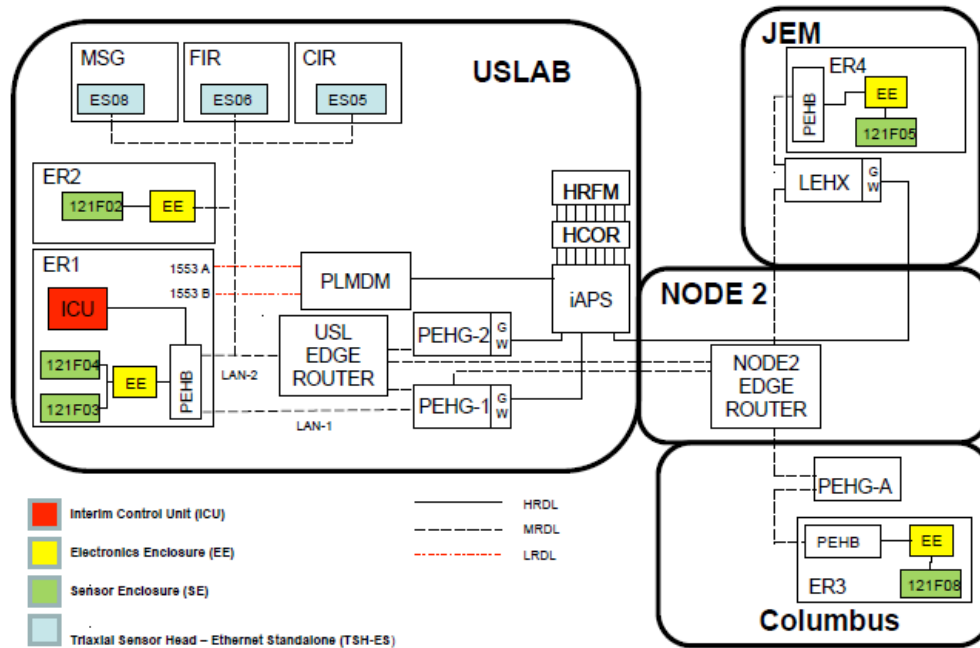 MSG
FIR
CIR
USLAB
ES08
ES06
ES05
ER2
121F02
EE
ER1
ICU
121F04
121F03
EE
PEHB
1553 A
1553 B
PLMDM
HRFM
HCOR
iAPS
USL
EDGE
ROUTER
PEHG-2
G
W
PEHG-1
G
W
LAN-2
LAN-1
JEM
ER4
PEHB
EE
121F05
LEHX
G
W
NODE 2
NODE2
EDGE
ROUTER
PEHG-A
PEHB
EE
ER3
121F08
Columbus
Interim Control Unit (ICU)
Electronics Enclosure (EE)
Sensor Enclosure (SE)
Triaxial Sensor Head – Ethernet Standalone (TSH-ES)
HRDL
MRDL
LRDL